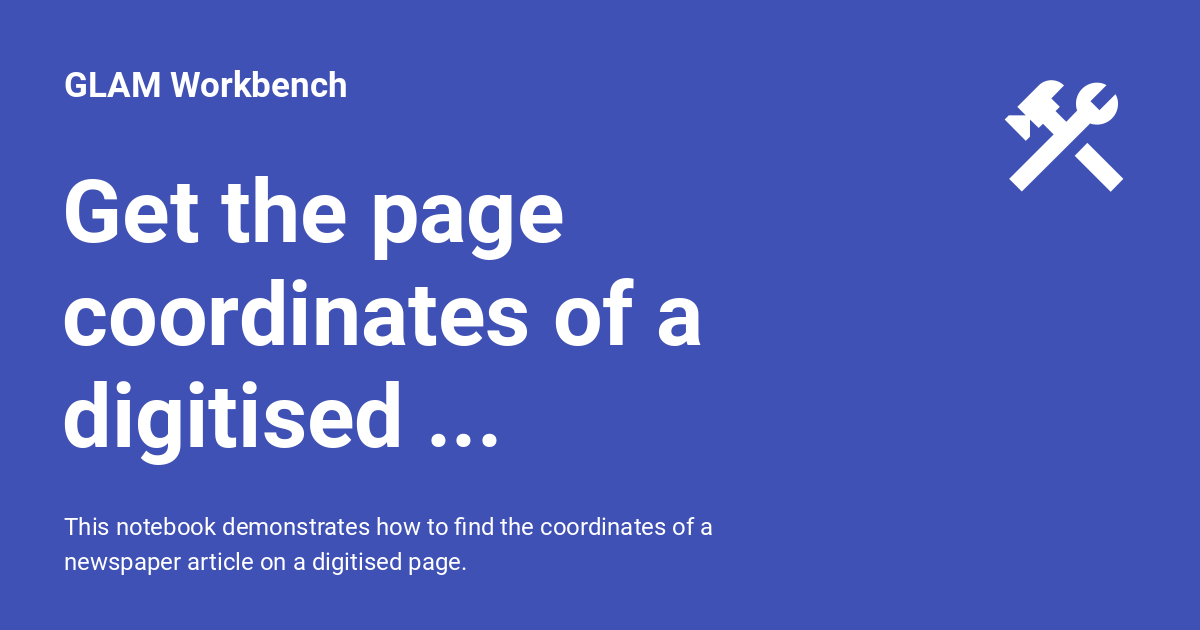 GLAM Workbench
Get the page
coordinates of a
digitised ...
This notebook demonstrates how to find the coordinates of a
newspaper article on a digitised page.